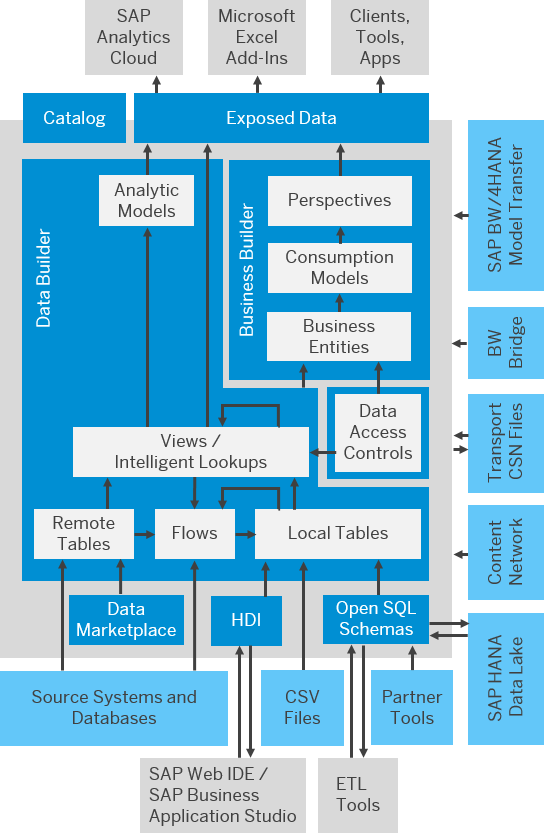 SAP
Analytics
Cloud
Microsoft
Excel
Add-Ins
Clients,
Tools,
Apps
Catalog
Exposed Data
Data Builder
Analytic
Models
Business Builder
Perspectives
Consumption
Models
Business
Entities
Data
Access
Controls
Views /
Intelligent Lookups
Remote
Tables
Flows
Local Tables
Data
Marketplace
HDI
Open SQL
Schemas
Source Systems and
Databases
CSV
Files
Partner
Tools
SAP Web IDE /
SAP Business
Application Studio
ETL
Tools
SAP BW/4HANA
Model Transfer
BW
Bridge
Transport
CSN Files
Content
Network
SAP HANA
Data Lake